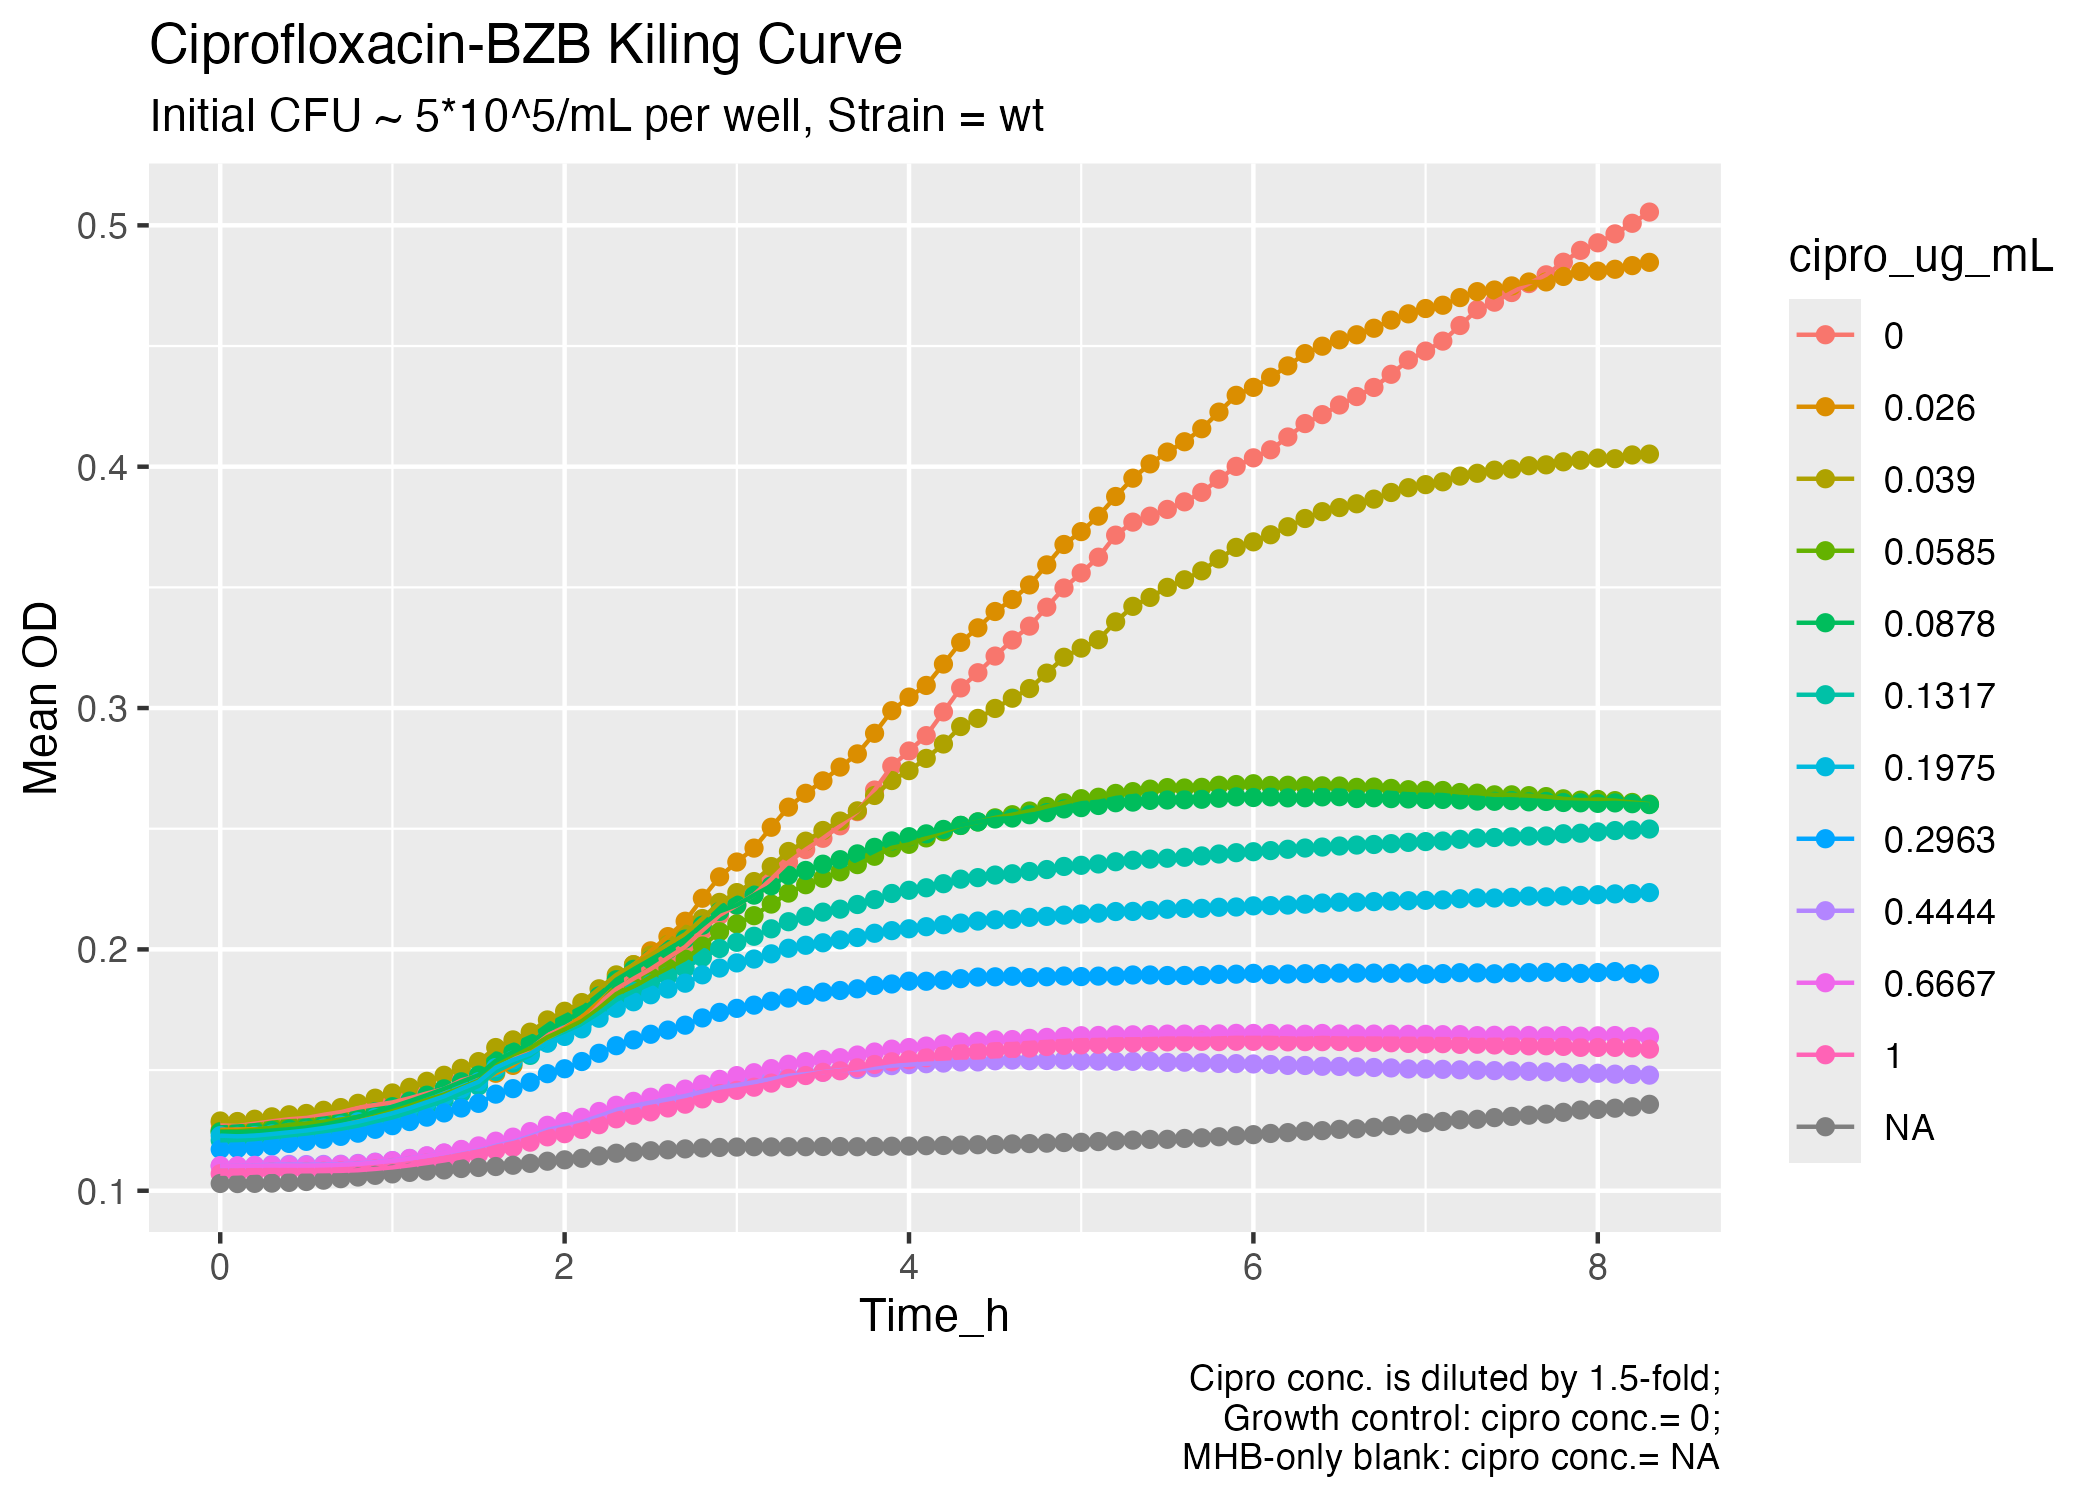 Ciprofloxacin-BZB Kiling Curve
Initial CFU ~ 5*10^5/mL per well, Strain = wt
Mean OD
0.5
0.4
0.3
0.2
0.1
0
2
4
6
8
Time_h
cipro_ug_mL
0
0.026
0.039
0.0585
0.0878
0.1317
0.1975
0.2963
0.4444
0.6667
1
NA
Cipro conc. is diluted by 1.5-fold;
Growth control: cipro conc.= 0;
MHB-only blank: cipro conc.= NA